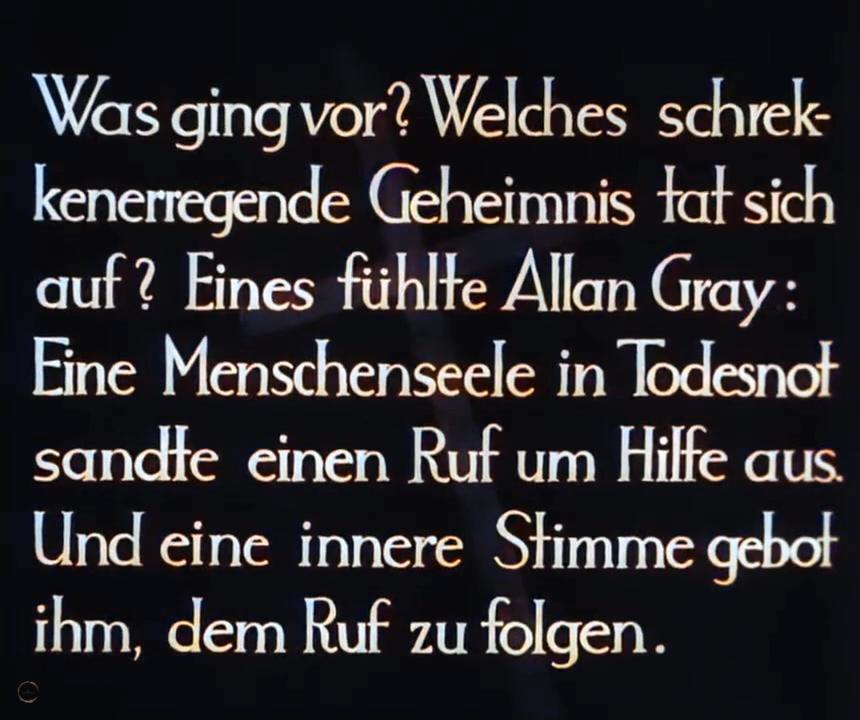 Was ging vor? Welches schrek-
kenerregende Geheimnis tat sich
auf? Eines fühlte Allan Gray:
Eine Menschenseele in Todesnot
sandte einen Ruf um Hilfe aus.
Und eine innere Stimme gebot
ihm, dem Ruf zu folgen.